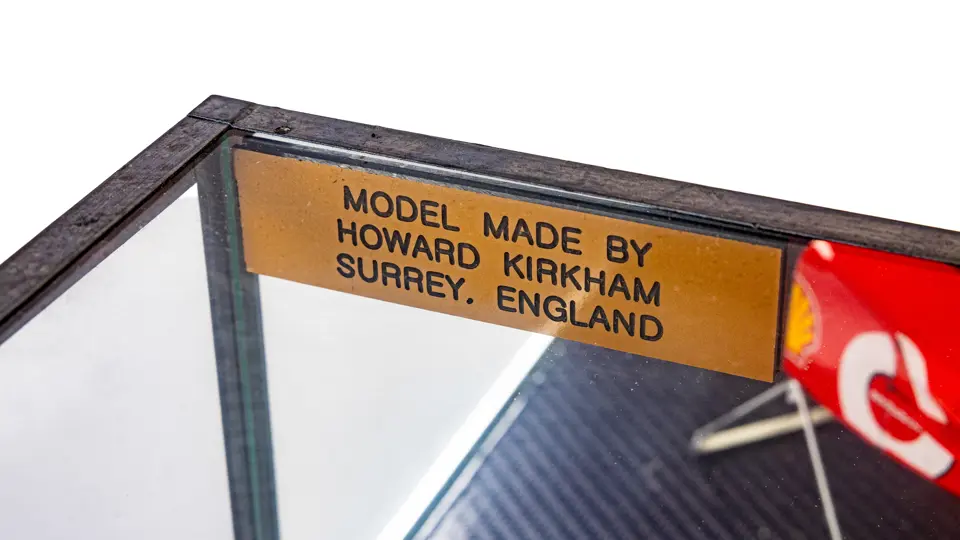 MODEL MADE BY
HOWARD KIRKHAM
SURREY. ENGLAND